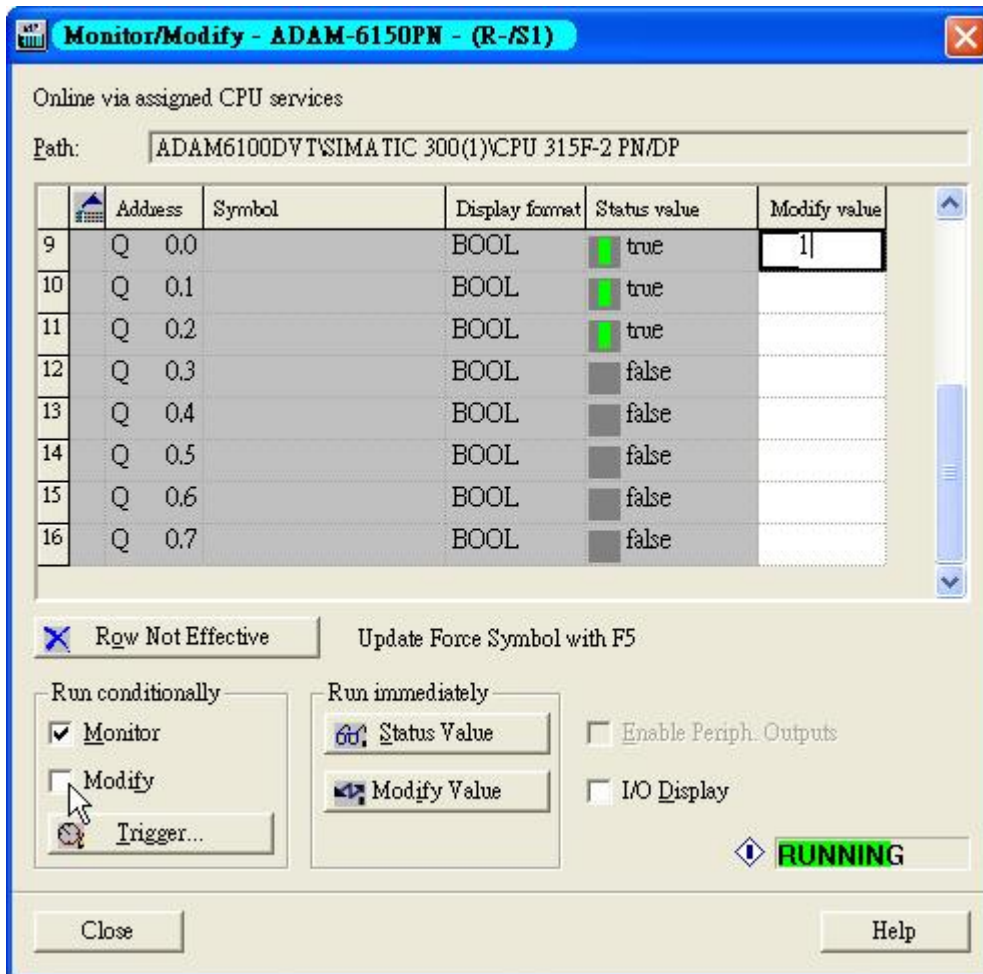 Monitor/Modify - ADAM-6150PN - (R-/S1)
Online via assigned CPU services
Path: ADAM6100DVT\SIMATIC 300(1)\CPU 315F-2 PN/DP
Address Symbol Display format Status value Modify value
9 Q 0.0 BOOL true 1
10 Q 0.1 BOOL true
11 Q 0.2 BOOL true
12 Q 0.3 BOOL false
13 Q 0.4 BOOL false
14 Q 0.5 BOOL false
15 Q 0.6 BOOL false
16 Q 0.7 BOOL false
Row Not Effective Update Force Symbol with F5
Run conditionally Run immediately
Monitor Status Value Enable Periph. Outputs
Modify Modify Value I/O Display
Trigger...
RUNNING
Close Help